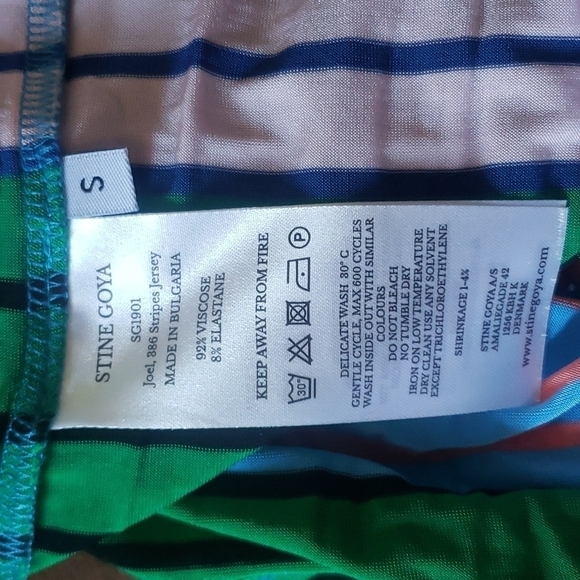 S
STINE GOYA
SG1901
Joel, 886 Stripes Jersey
MADE IN BULGARIA
92% VISCOSE
8% ELASTANE
KEEP AWAY FROM FIRE
30°
P
DELICATE WASH 30° C
GENTLE CYCLE, MAX 600 CYCLES
WASH INSIDE OUT WITH SIMILAR
COLOURS
DO NOT BLEACH
NO TUMBLE DRY
IRON ON LOW TEMPERATURE
DRY CLEAN USE ANY SOLVENT
EXCEPT TRICHLOROETHYLENE
SHRINKAGE 1-4%
STINE GOYA A/S
AMALIEGADE 42
1256 KBH K
DENMARK
www.stinegoya.com